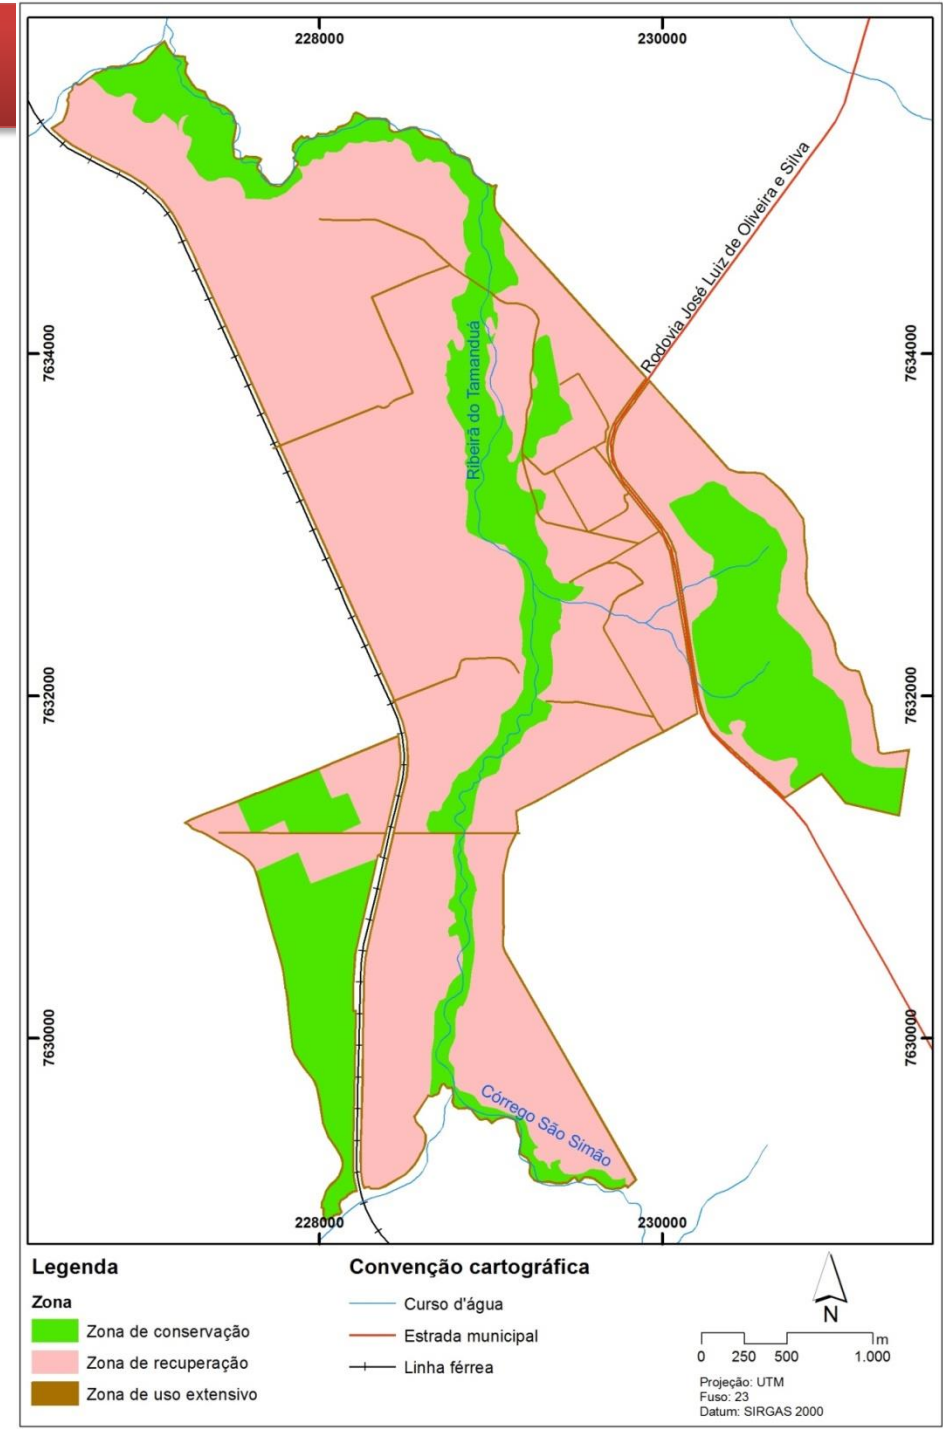 228000
230000
7634000
7634000
Rodovia José Luiz de Oliveira e Silva
Ribeirã do Tamanduá
7632000
7632000
7630000
7630000
Córrego São Simão
228000
230000
Legenda
Zona
Zona de conservação
Zona de recuperação
Zona de uso extensivo
Convenção cartográfica
Curso d'água
Estrada municipal
Linha férrea
N
m
0 250 500 1.000
Projeção: UTM
Fuso: 23
Datum: SIRGAS 2000